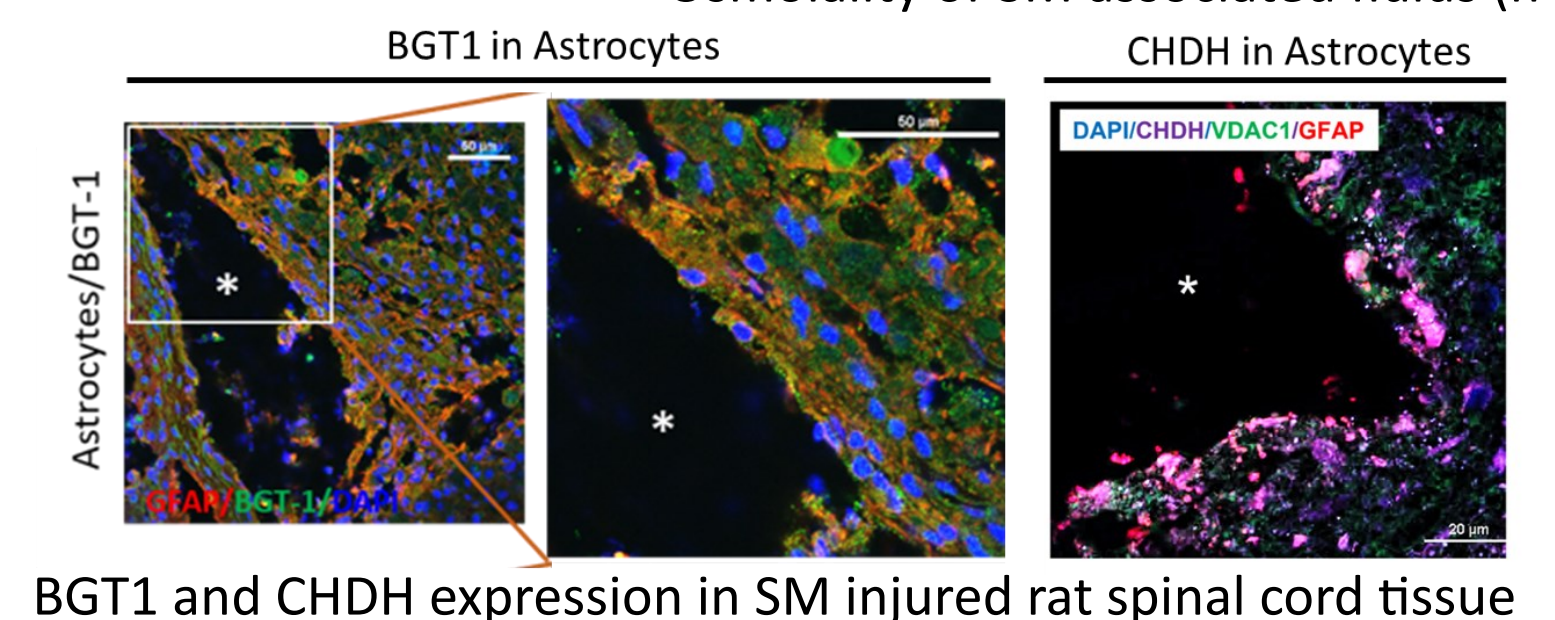 BGT1 in Astrocytes
CHDH in Astrocytes
Astrocytes/BGT-1
50 µm
50 µm
DAPI/CHDH/VDAC1/GFAP
*
*
*
GFAP/BGT-1/DAPI
20 µm
BGT1 and CHDH expression in SM injured rat spinal cord tissue